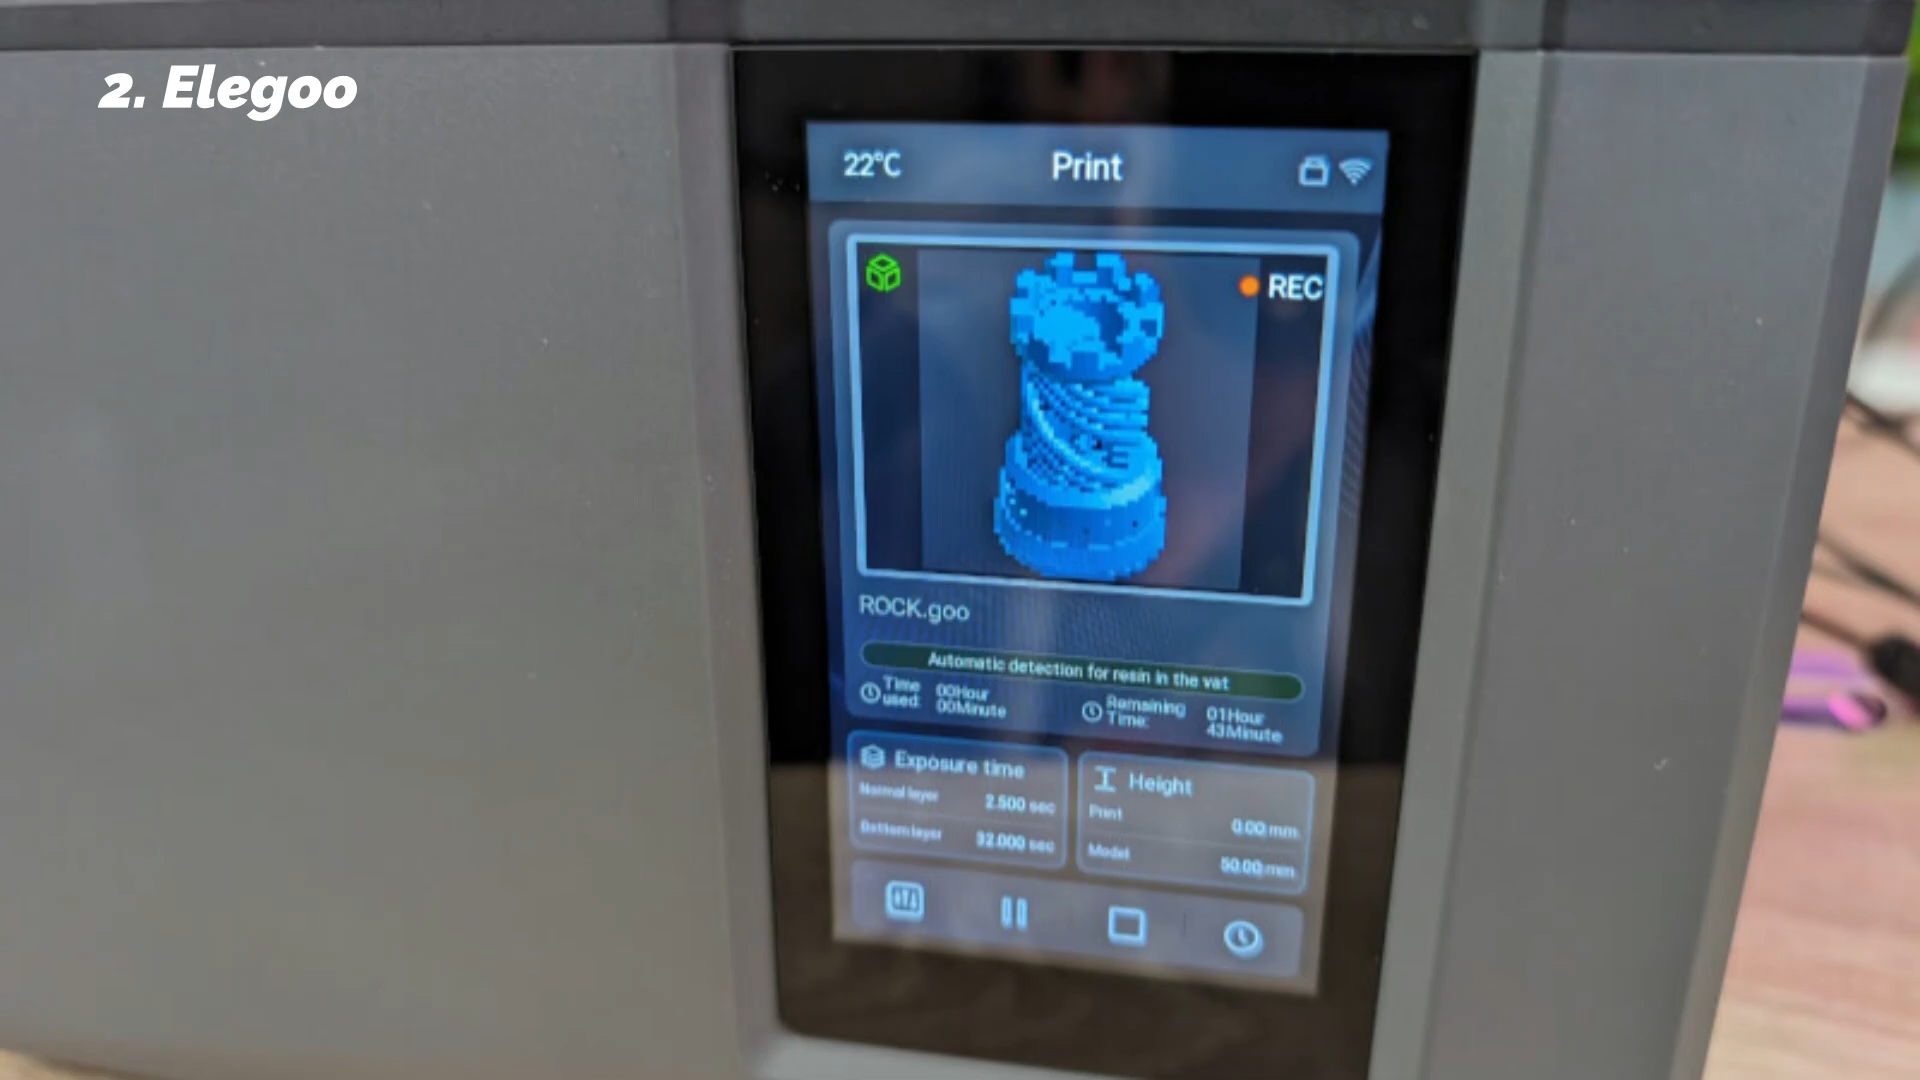 2. Elegoo
22°C
Print
REC
ROCK.goo
Automatic detection for resin in the vat
Time used:
00Hour
00Minute
Remaining Time:
01Hour
43Minute
Exposure time
Normal layer
2.500 sec
Bottom layer
32.000 sec
Height
Print
0.00 mm
Model
50.00 mm